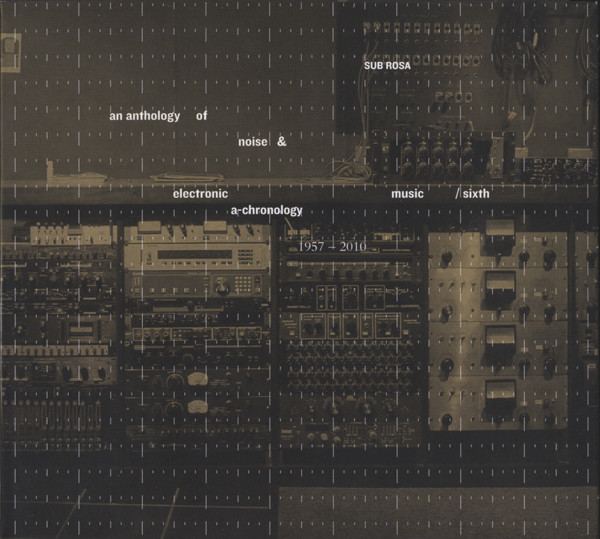 SUB ROSA
an anthology of
noise &
electronic music / sixth
a-chronology
1957 – 2010